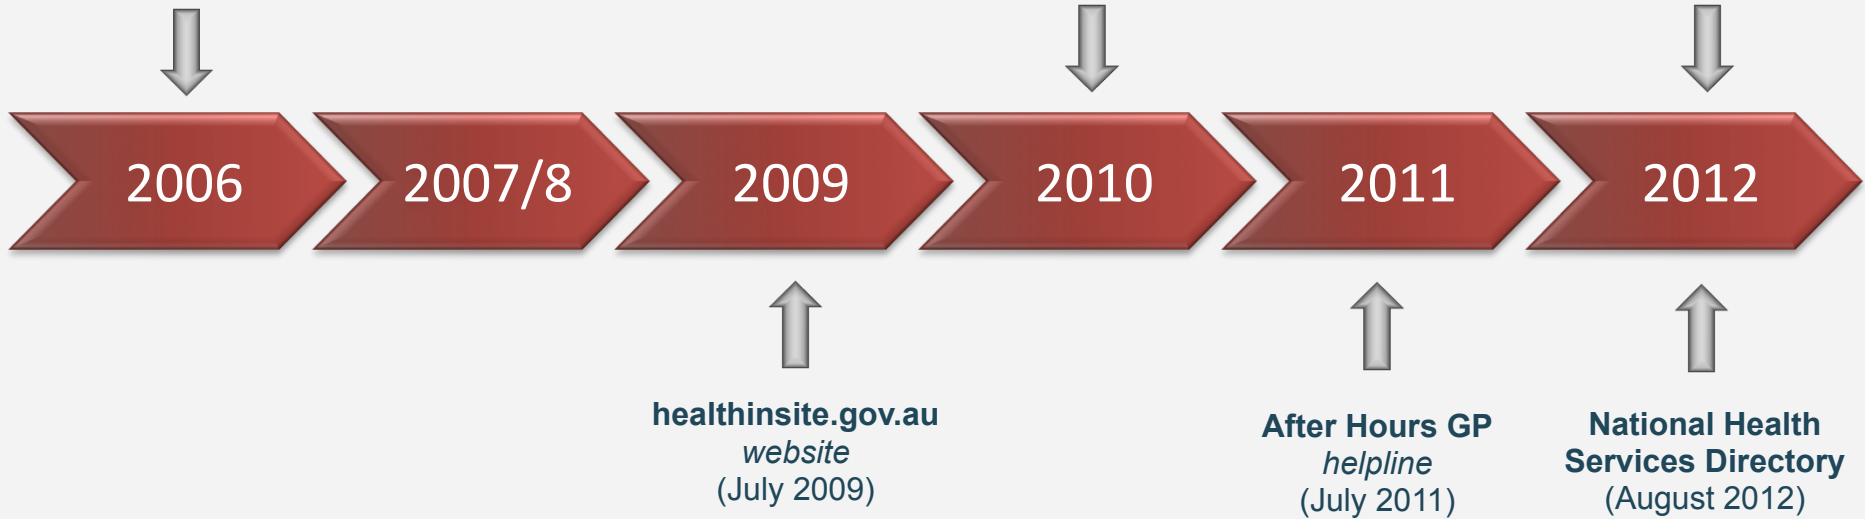 2006
2007/8
2009
2010
2011
2012
healthinsite.gov.au
website
(July 2009)
After Hours GP
helpline
(July 2011)
National Health
Services Directory
(August 2012)